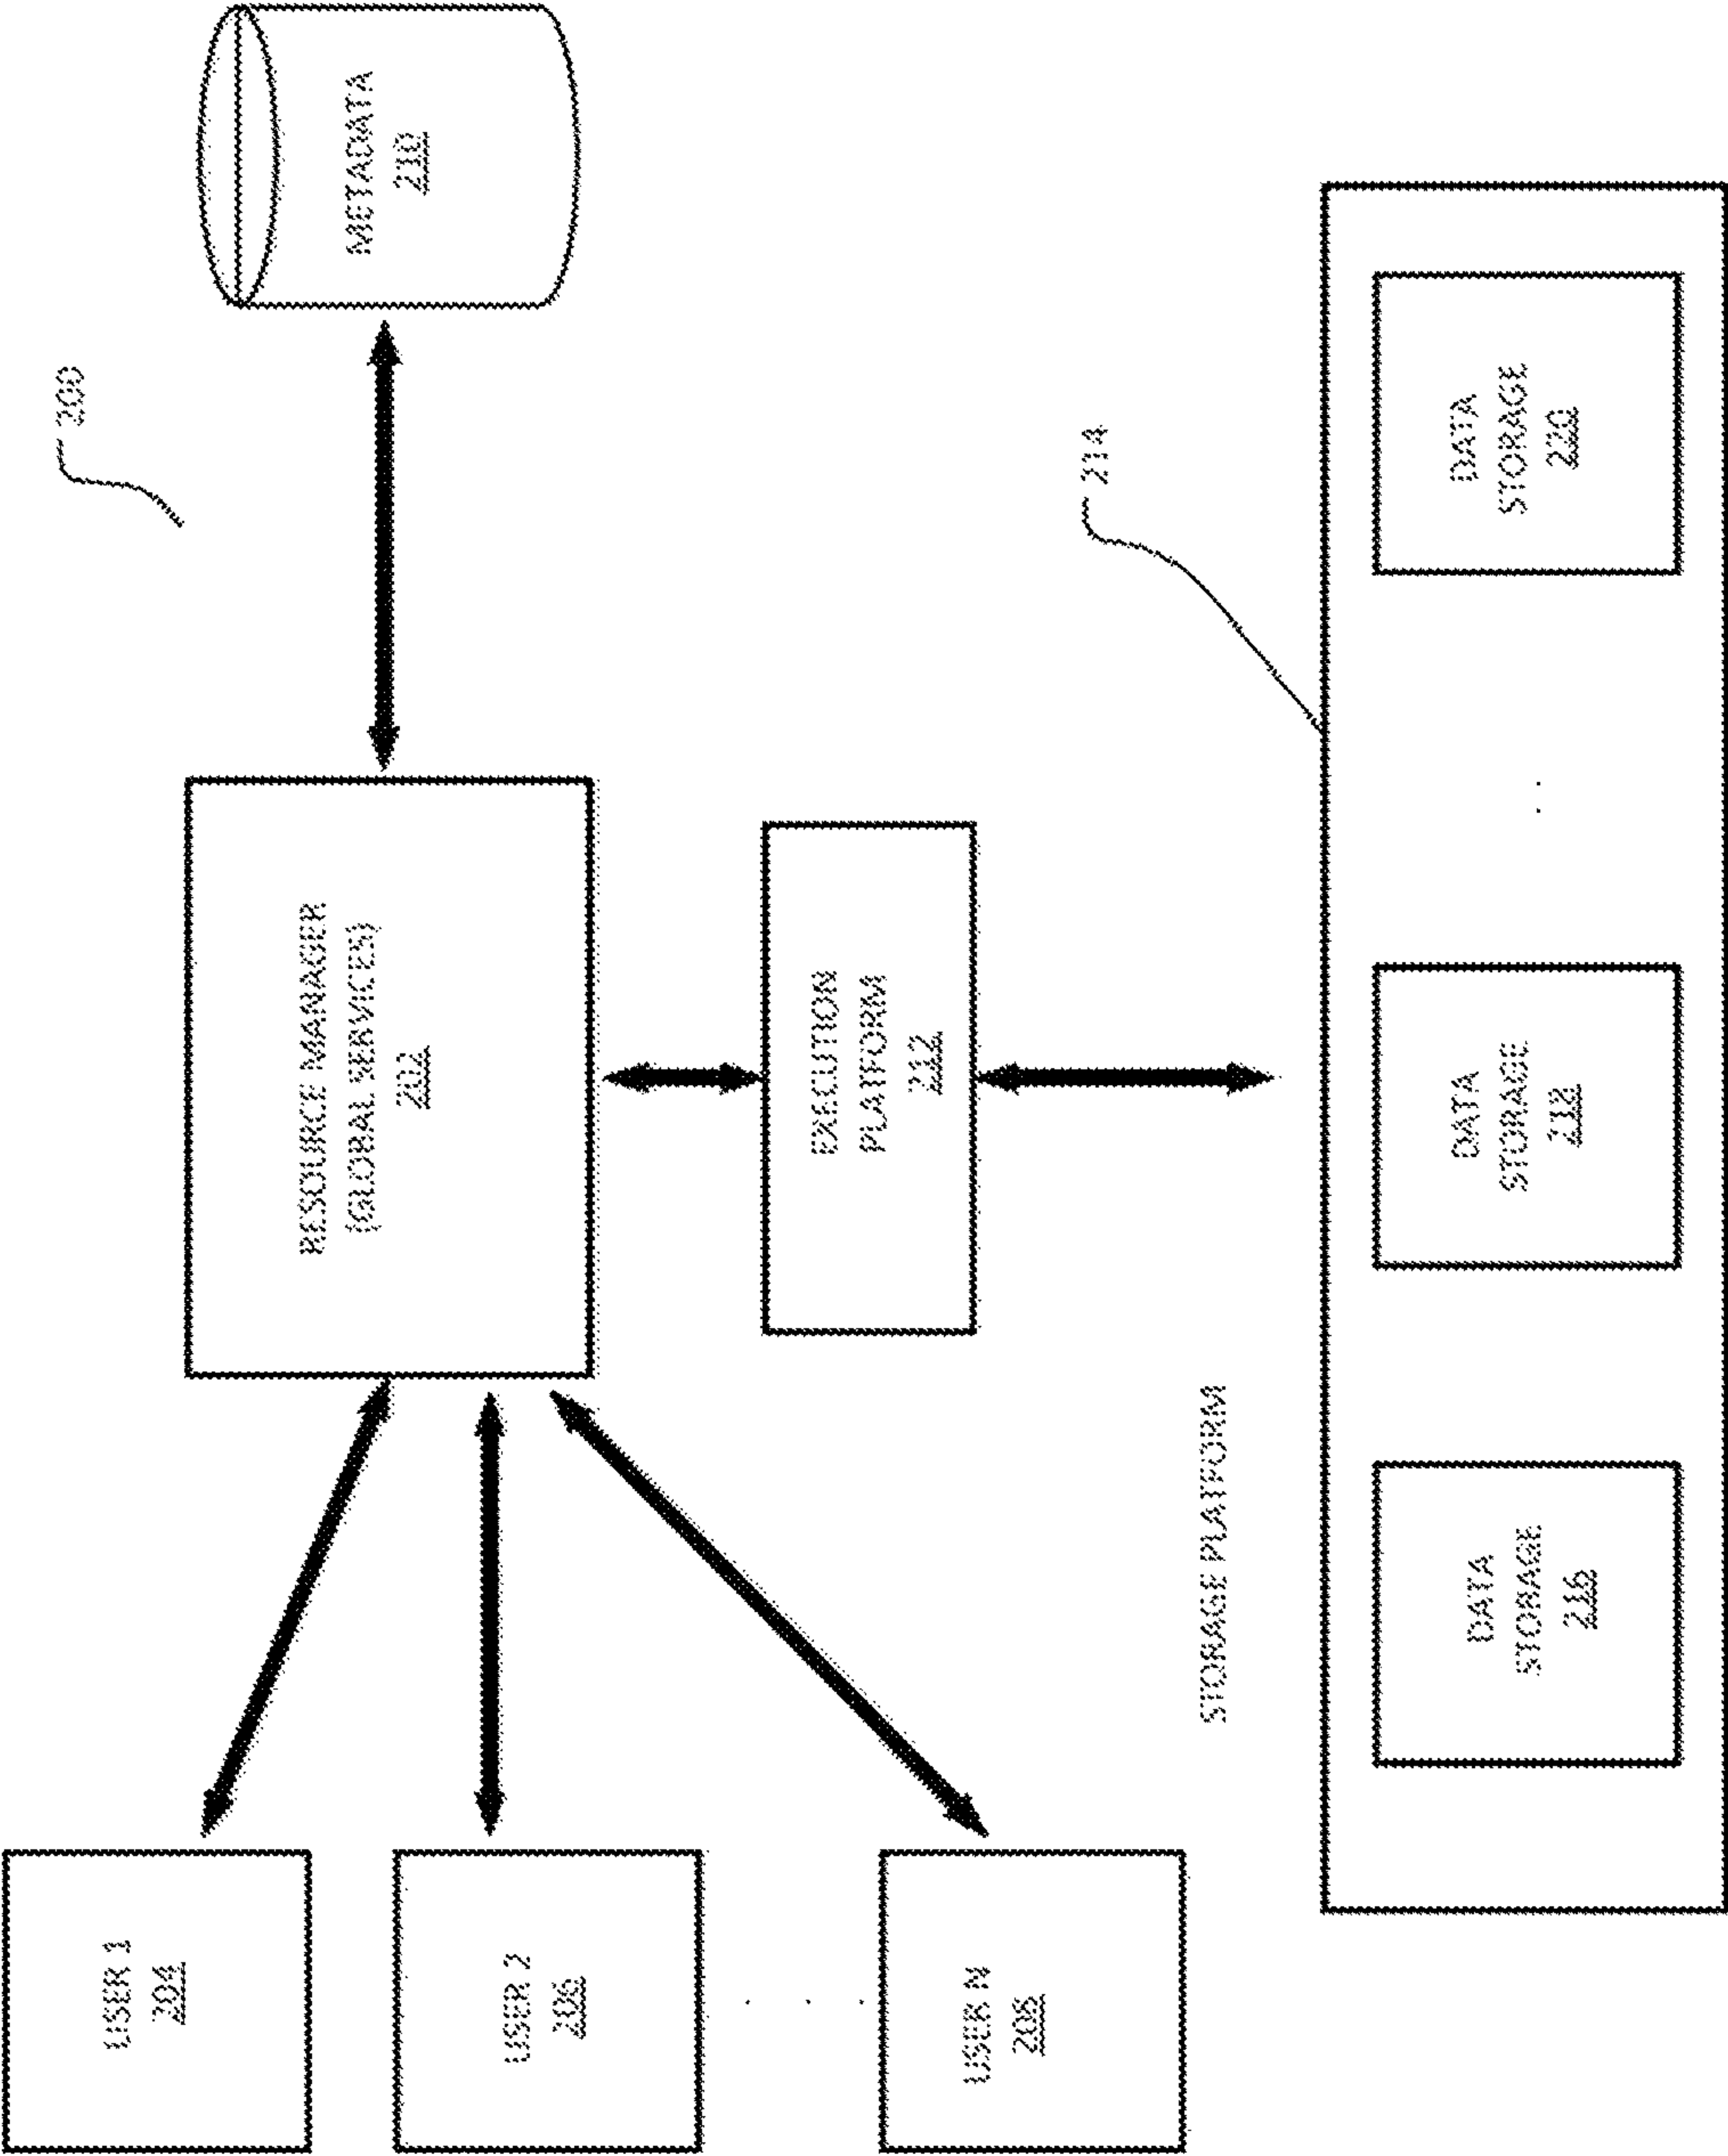 200
USER 1
204
USER 2
206
USER N
208
RESOURCE MANAGER
(GLOBAL SERVICES)
202
METADATA
210
EXECUTION
PLATFORM
212
STORAGE PLATFORM
214
DATA
STORAGE
216
DATA
STORAGE
218
DATA
STORAGE
220